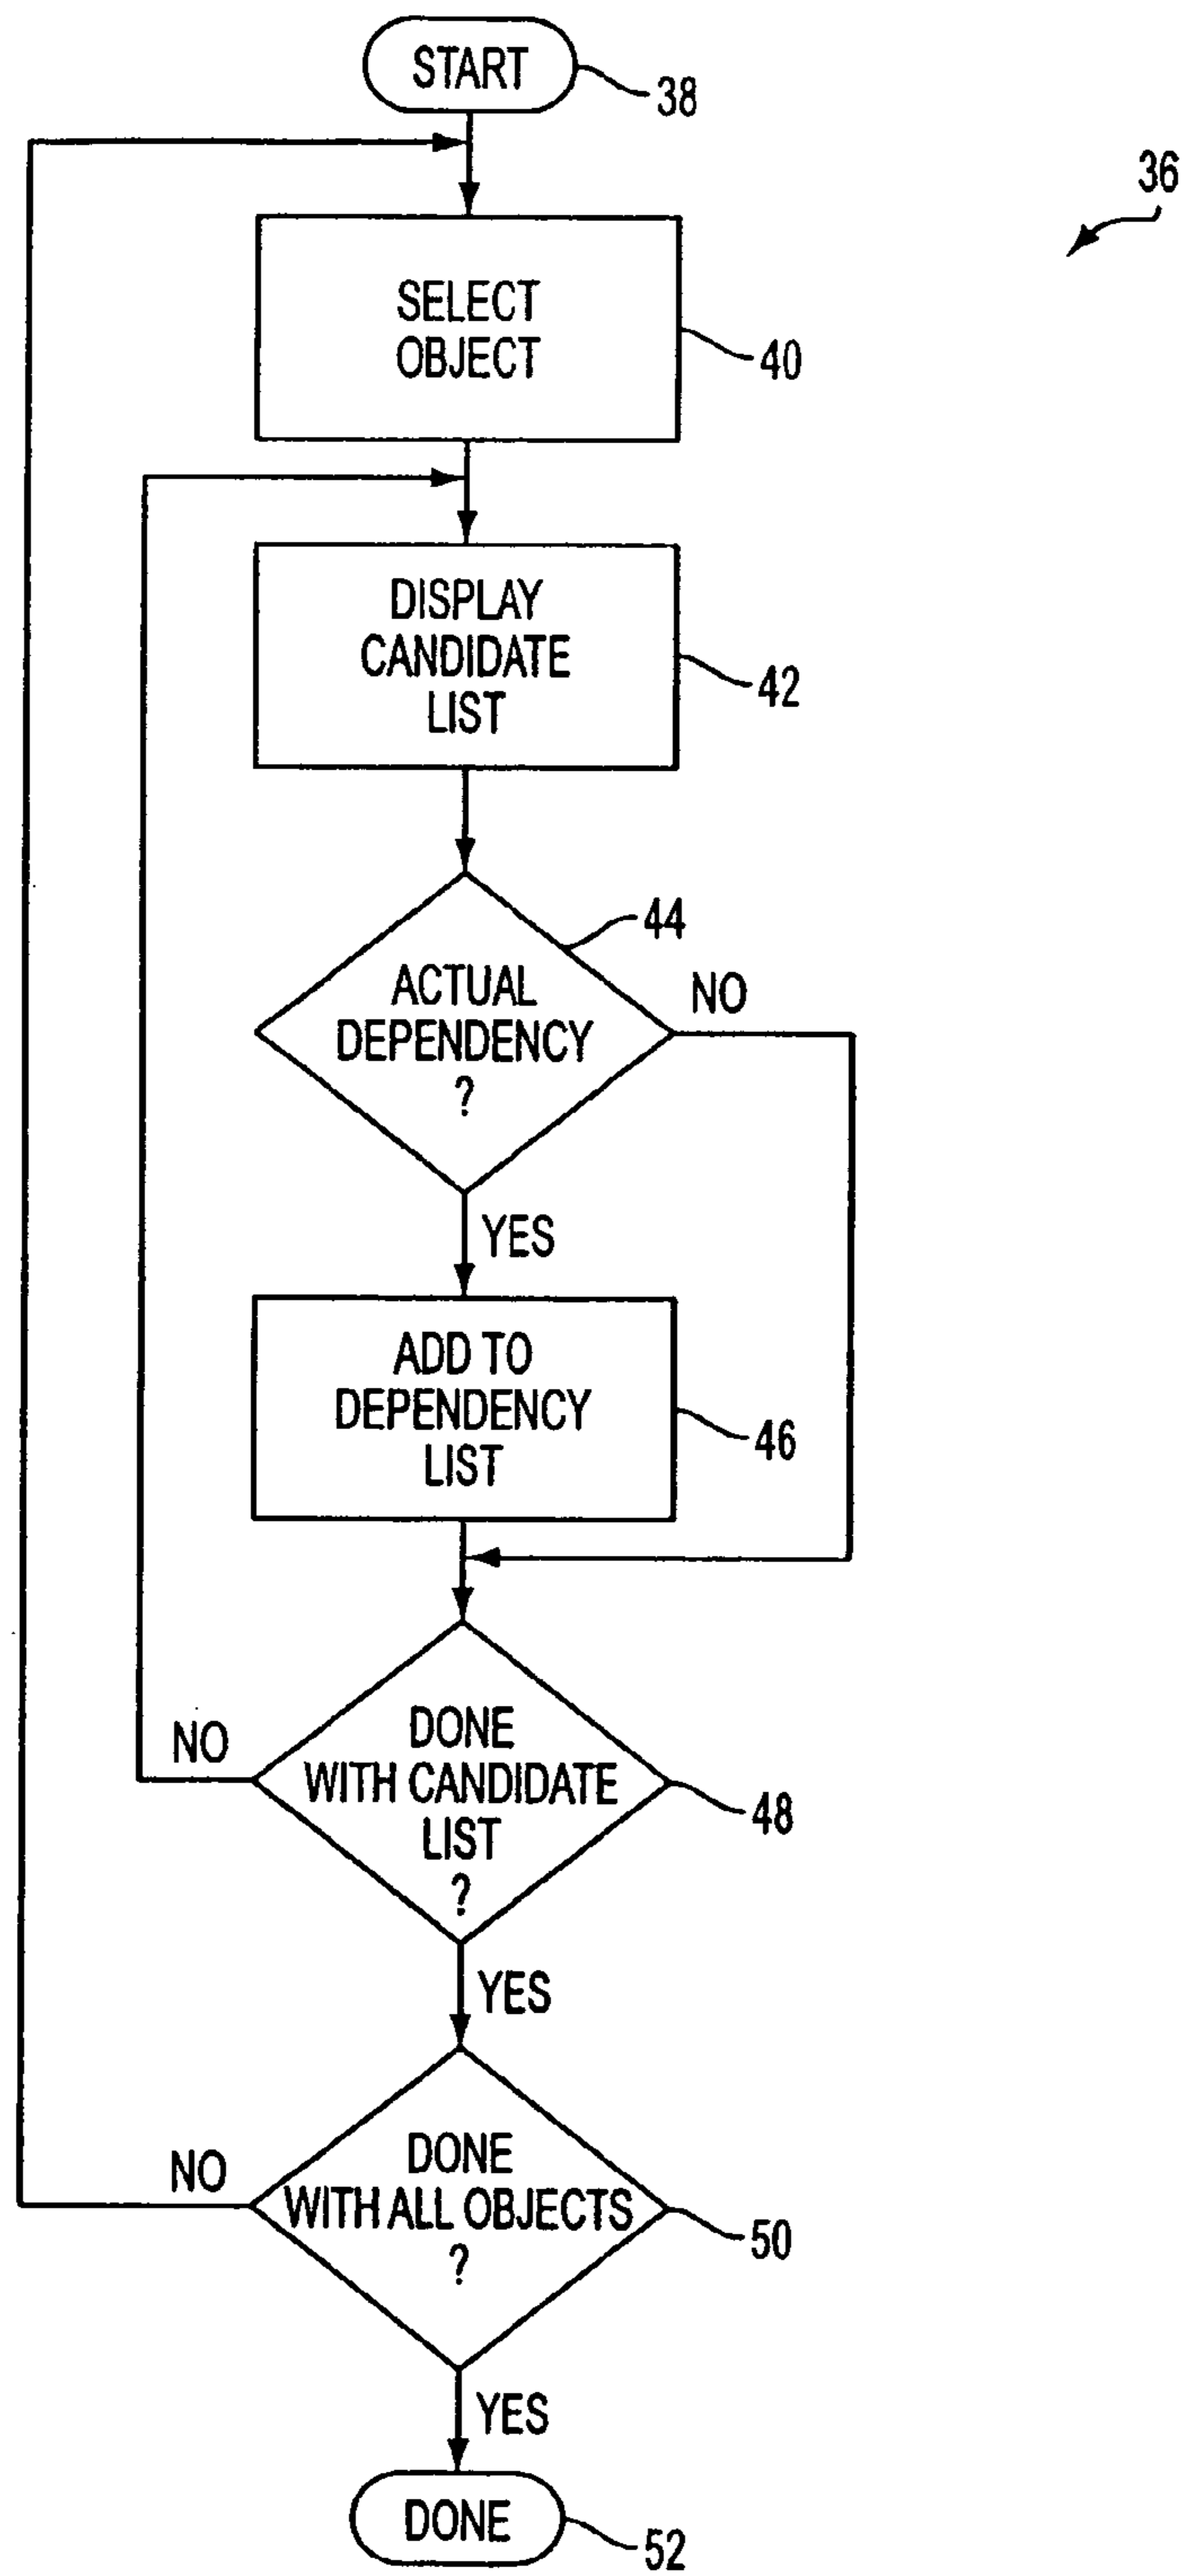 START
38
36
SELECT
OBJECT
40
DISPLAY
CANDIDATE
LIST
42
44
ACTUAL
DEPENDENCY
?
NO
YES
ADD TO
DEPENDENCY
LIST
46
DONE
WITH CANDIDATE
LIST
?
NO
48
YES
DONE
WITH ALL OBJECTS
?
NO
50
YES
DONE
52